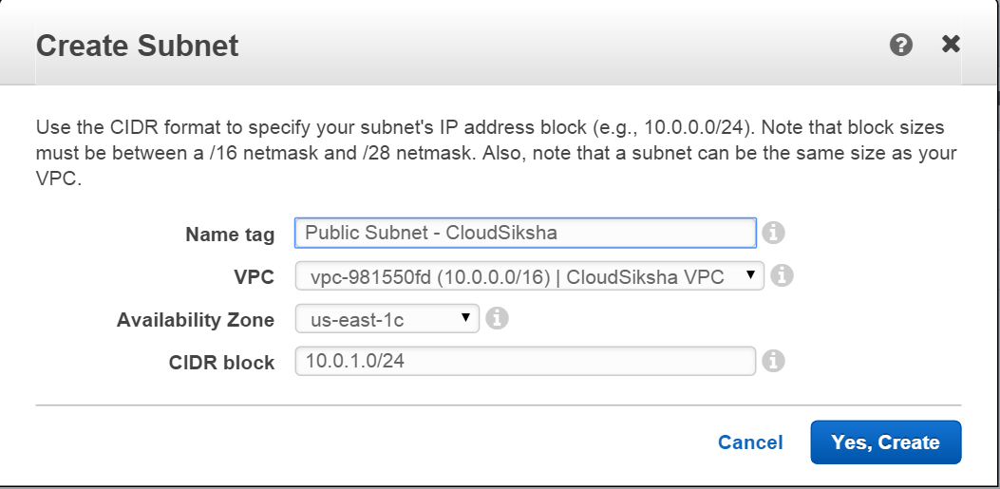 Create Subnet
Use the CIDR format to specify your subnet's IP address block (e.g., 10.0.0.0/24). Note that block sizes
must be between a /16 netmask and /28 netmask. Also, note that a subnet can be the same size as your
VPC.
Name tag Public Subnet - CloudSiksha
VPC vpc-981550fd (10.0.0.0/16) | CloudSiksha VPC
Availability Zone us-east-1c
CIDR block 10.0.1.0/24
Cancel Yes, Create